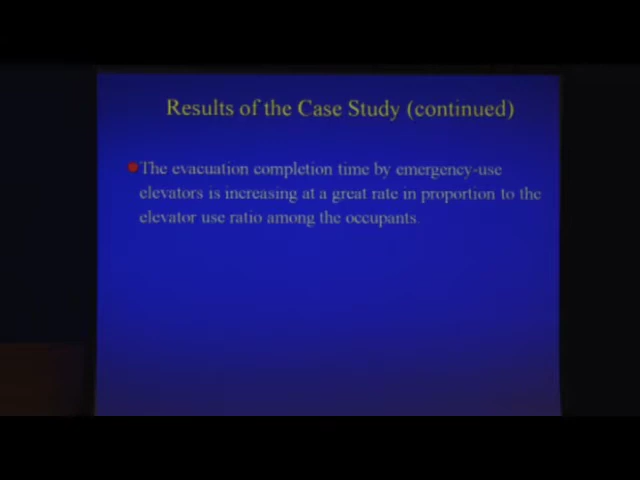 Results of the Case Study (continued)
The evacuation completion time by emergency-use
elevators is increasing at a great rate in proportion to the
elevator use ratio among the occupants.